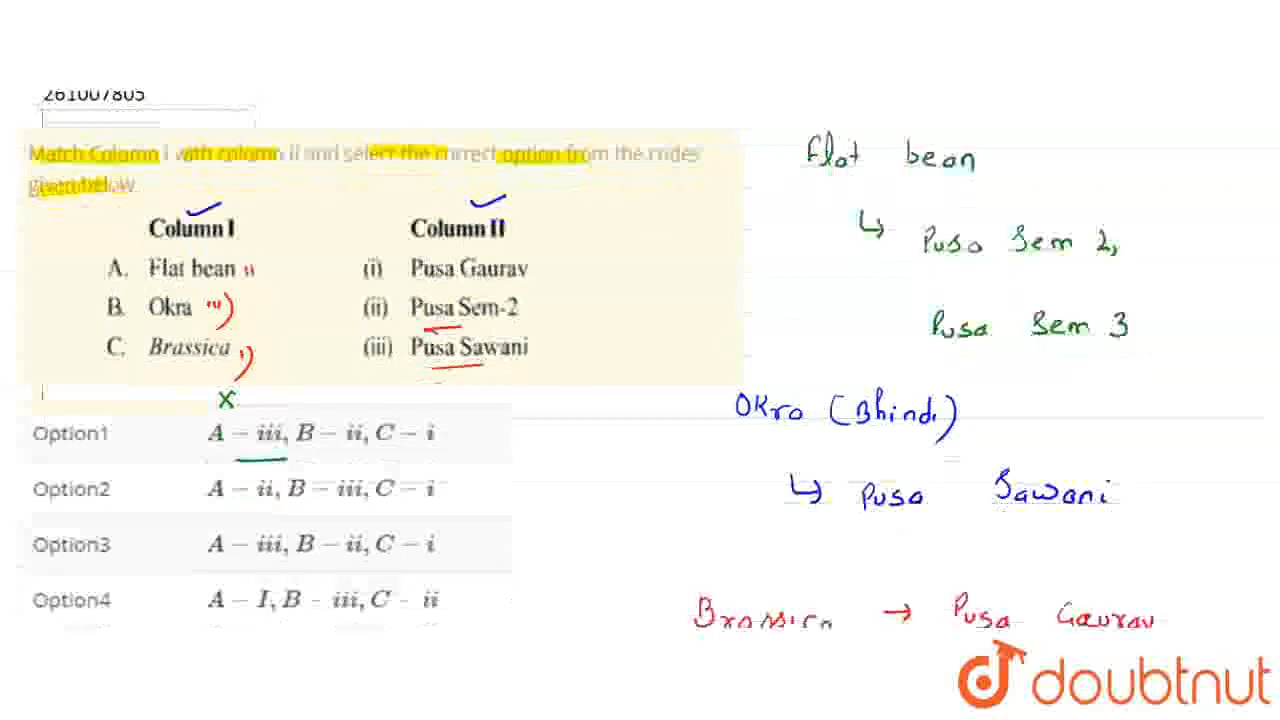 261007805
Match Column I with column II and select the correct option from the codes
given below
Column I Column II
A. Flat bean ii (i) Pusa Gaurav
B. Okra iii) (ii) Pusa Sem-2
C. Brassica i) (iii) Pusa Sawani
x
Option1 A – iii, B – ii, C – i
Option2 A – ii, B – iii, C – i
Option3 A – iii, B – ii, C – i
Option4 A – I, B – iii, C – ii
Flat bean
↳ Pusa Sem 2,
Pusa Sem 3
Okra (Bhindi)
↳ Pusa Sawani
Brassica → Pusa Gaurav
doubtnut